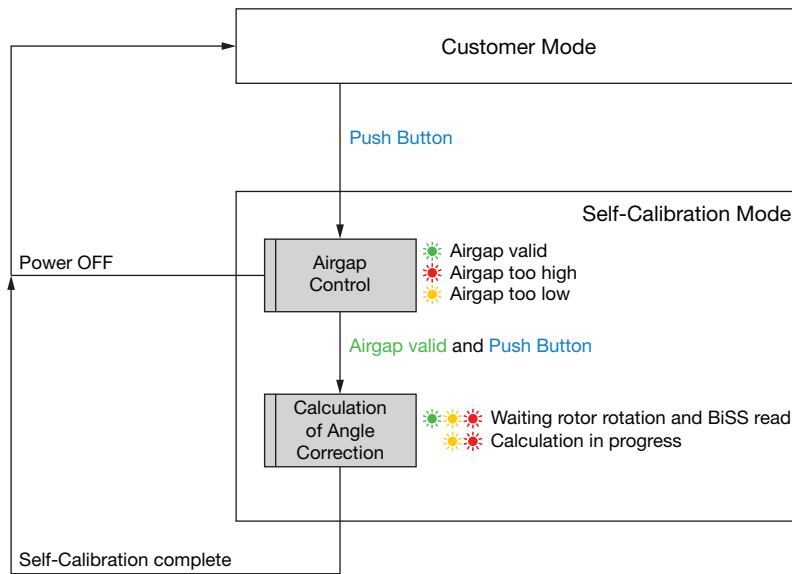 Customer Mode
Push Button
Self-Calibration Mode
Power OFF
Airgap
Control
Airgap valid
Airgap too high
Airgap too low
Airgap valid and Push Button
Calculation
of Angle
Correction
Waiting rotor rotation and BiSS read
Calculation in progress
Self-Calibration complete